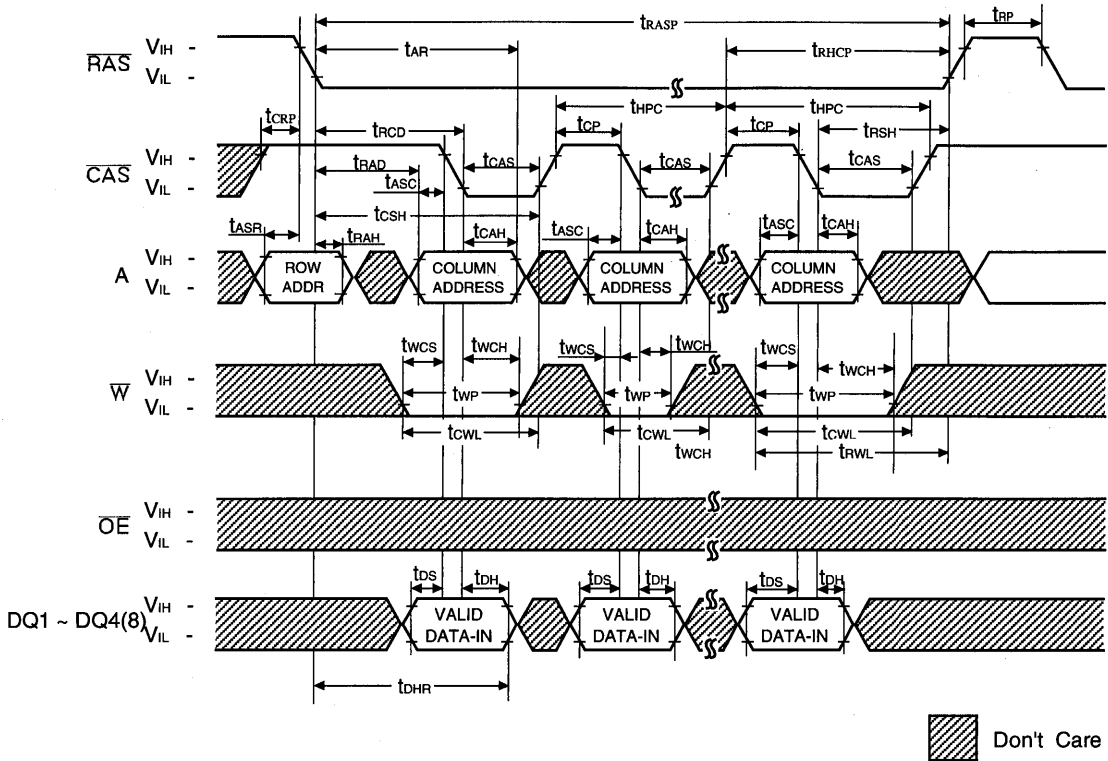 tRASP
tRP
tAR
tRHCP
RAS
VIH -
VIL -
tCRP
tRCD
tCP
tHPC
tCP
tHPC
tRSH
CAS
VIH -
VIL -
tRAD
tASC
tCAS
tCAS
tCAS
tCSH
tASR
tRAH
tCAH
tASC
tCAH
tASC
tCAH
A
VIH -
VIL -
ROW ADDR
COLUMN ADDRESS
COLUMN ADDRESS
COLUMN ADDRESS
tWCS
tWCH
tWCS
tWCH
tWCS
tWCH
W
VIH -
VIL -
tWP
tWP
tWP
tCWL
tCWL
tCWL
tWCH
tRWL
OE
VIH -
VIL -
tDS
tDH
tDS
tDH
tDS
tDH
DQ1 ~ DQ4(8)
VIH -
VIL -
VALID DATA-IN
VALID DATA-IN
VALID DATA-IN
tDHR
Don't Care